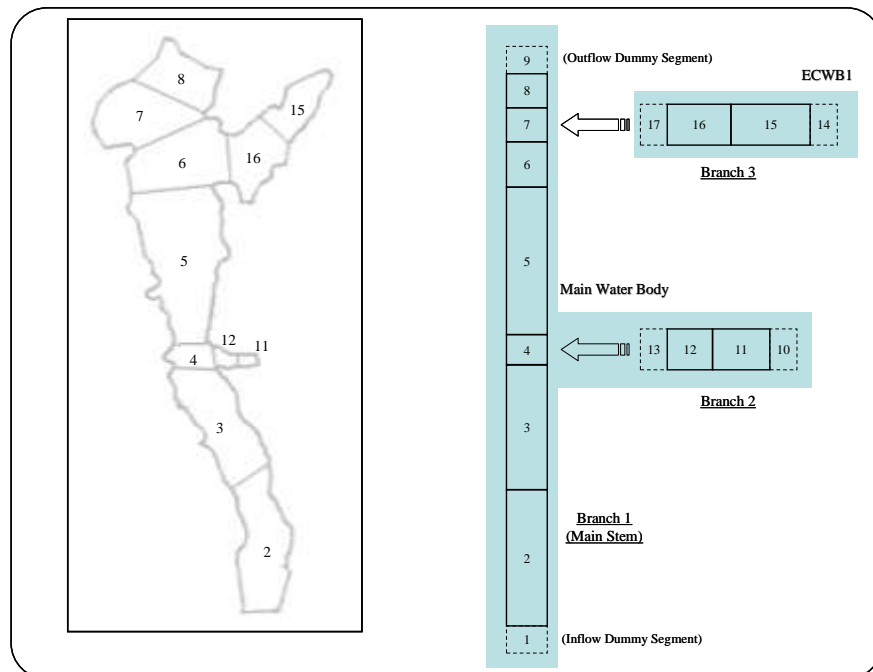 8
15
7
6
16
5
12
11
4
3
2
9
(Outflow Dummy Segment)
8
7
6
5
4
3
2
1
(Inflow Dummy Segment)
Main Water Body
Branch 1
(Main Stem)
ECWB1
17 16 15 14
Branch 3
13 12 11 10
Branch 2